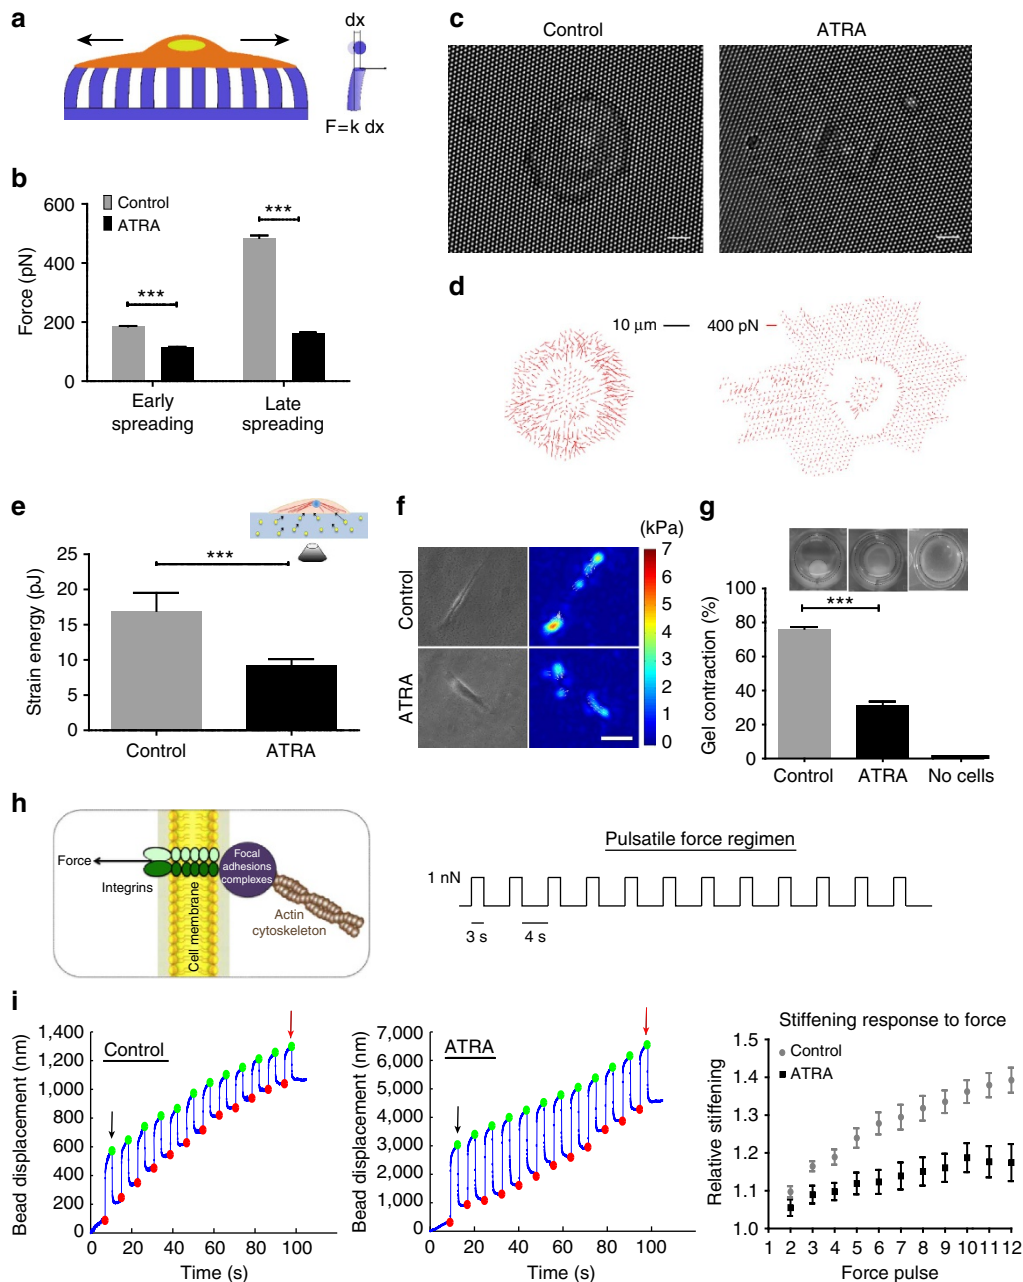 a
dx
F=k dx
b
Control
ATRA
Force (pN)
600
400
200
0
***
***
Early spreading
Late spreading
c
Control
ATRA
d
10 μm
400 pN
e
Strain energy (pJ)
25
20
15
10
5
0
***
Control
ATRA
f
Control
ATRA
(kPa)
7
6
5
4
3
2
1
0
g
Gel contraction (%)
100
80
60
40
20
0
***
Control
ATRA
No cells
h
Force
Integrins
Cell membrane
Focal
adhesions
complexes
Actin
cytoskeleton
Pulsatile force regimen
1 nN
3 s
4 s
i
Bead displacement (nm)
1,400
1,200
1,000
800
600
400
200
0
Control
0 20 40 60 80 100
Time (s)
Bead displacement (nm)
7,000
6,000
5,000
4,000
3,000
2,000
1,000
0
ATRA
0 20 40 60 80 100
Time (s)
Stiffening response to force
Relative stiffening
1.5
1.4
1.3
1.2
1.1
1.0
Control
ATRA
1 2 3 4 5 6 7 8 9 10 11 12
Force pulse